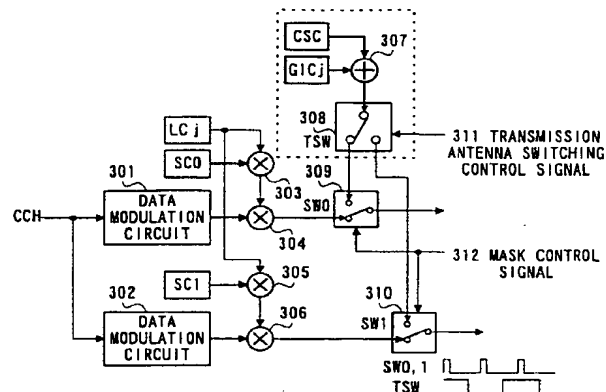 CSC
307
GICj
308
TSW
311 TRANSMISSION
ANTENNA SWITCHING
CONTROL SIGNAL
LCj
SC0
303
301
DATA
MODULATION
CIRCUIT
309
SW0
CCH
304
312 MASK CONTROL
SIGNAL
SC1
305
310
302
DATA
MODULATION
CIRCUIT
306
SW1
SW0,1
TSW